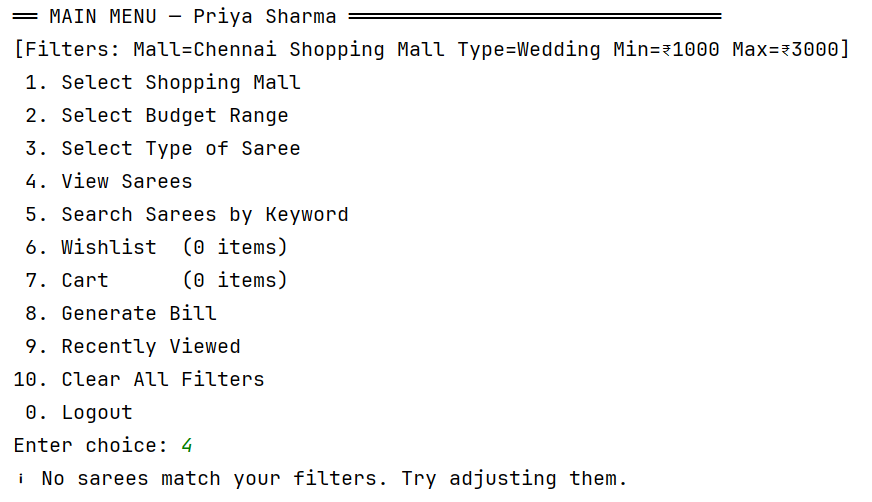 ══ MAIN MENU — Priya Sharma ═══════════════════════════════
[Filters: Mall=Chennai Shopping Mall Type=Wedding Min=₹1000 Max=₹3000]
1. Select Shopping Mall
2. Select Budget Range
3. Select Type of Saree
4. View Sarees
5. Search Sarees by Keyword
6. Wishlist (0 items)
7. Cart (0 items)
8. Generate Bill
9. Recently Viewed
10. Clear All Filters
0. Logout
Enter choice: 4
ℹ No sarees match your filters. Try adjusting them.